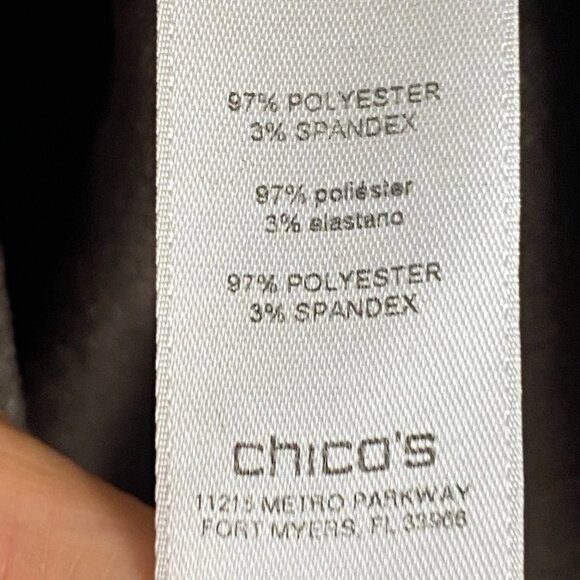 97% POLYESTER
3% SPANDEX
97% poliéster
3% elastano
97% POLYESTER
3% SPANDEX
chico's
11215 METRO PARKWAY
FORT MYERS, FL 33966